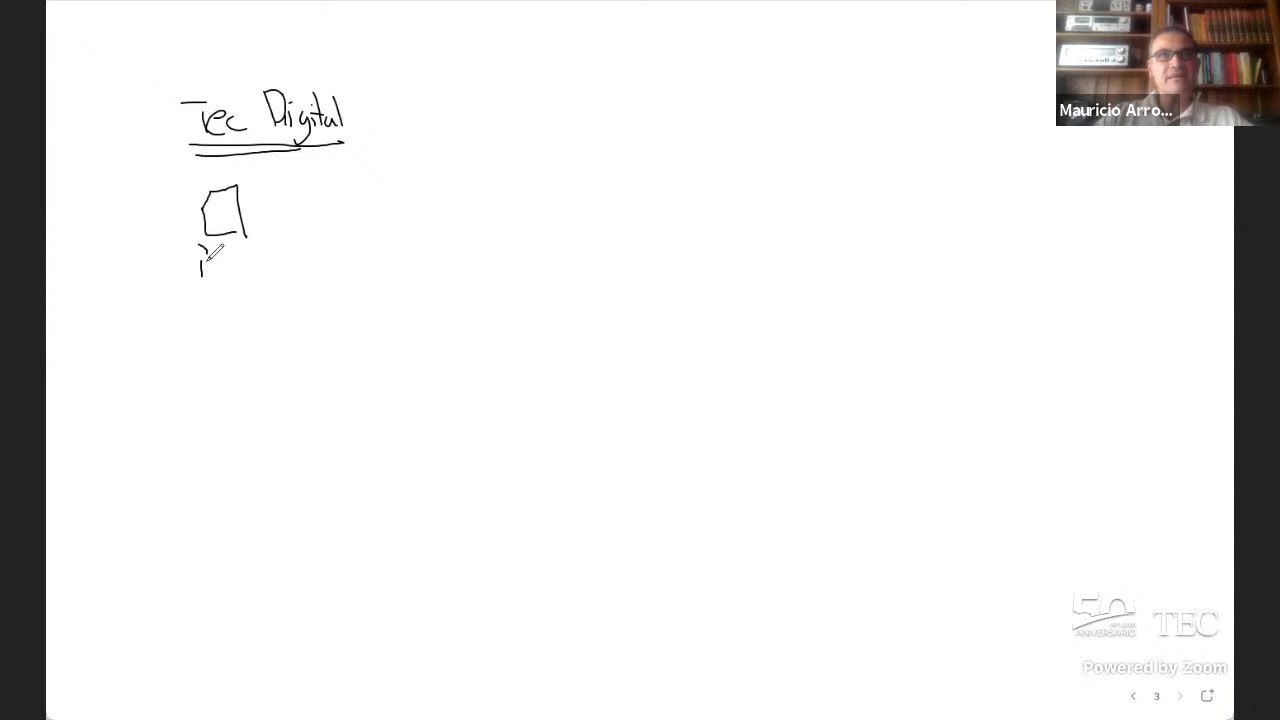 Tec Digital
Mauricio Arro...
50
ANIVERSARIO
TEC
Powered by Zoom
3